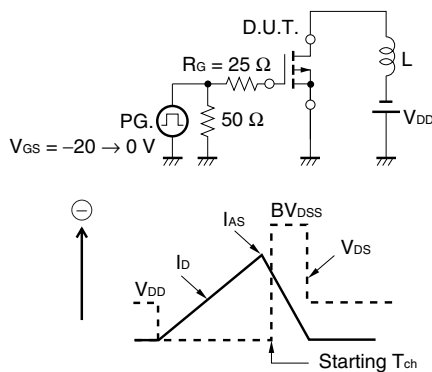 D.U.T.
RG = 25 Ω
L
PG.
50 Ω
VDD
VGS = −20 → 0 V
⊖
BVDSS
IAS
VDS
ID
VDD
Starting Tch